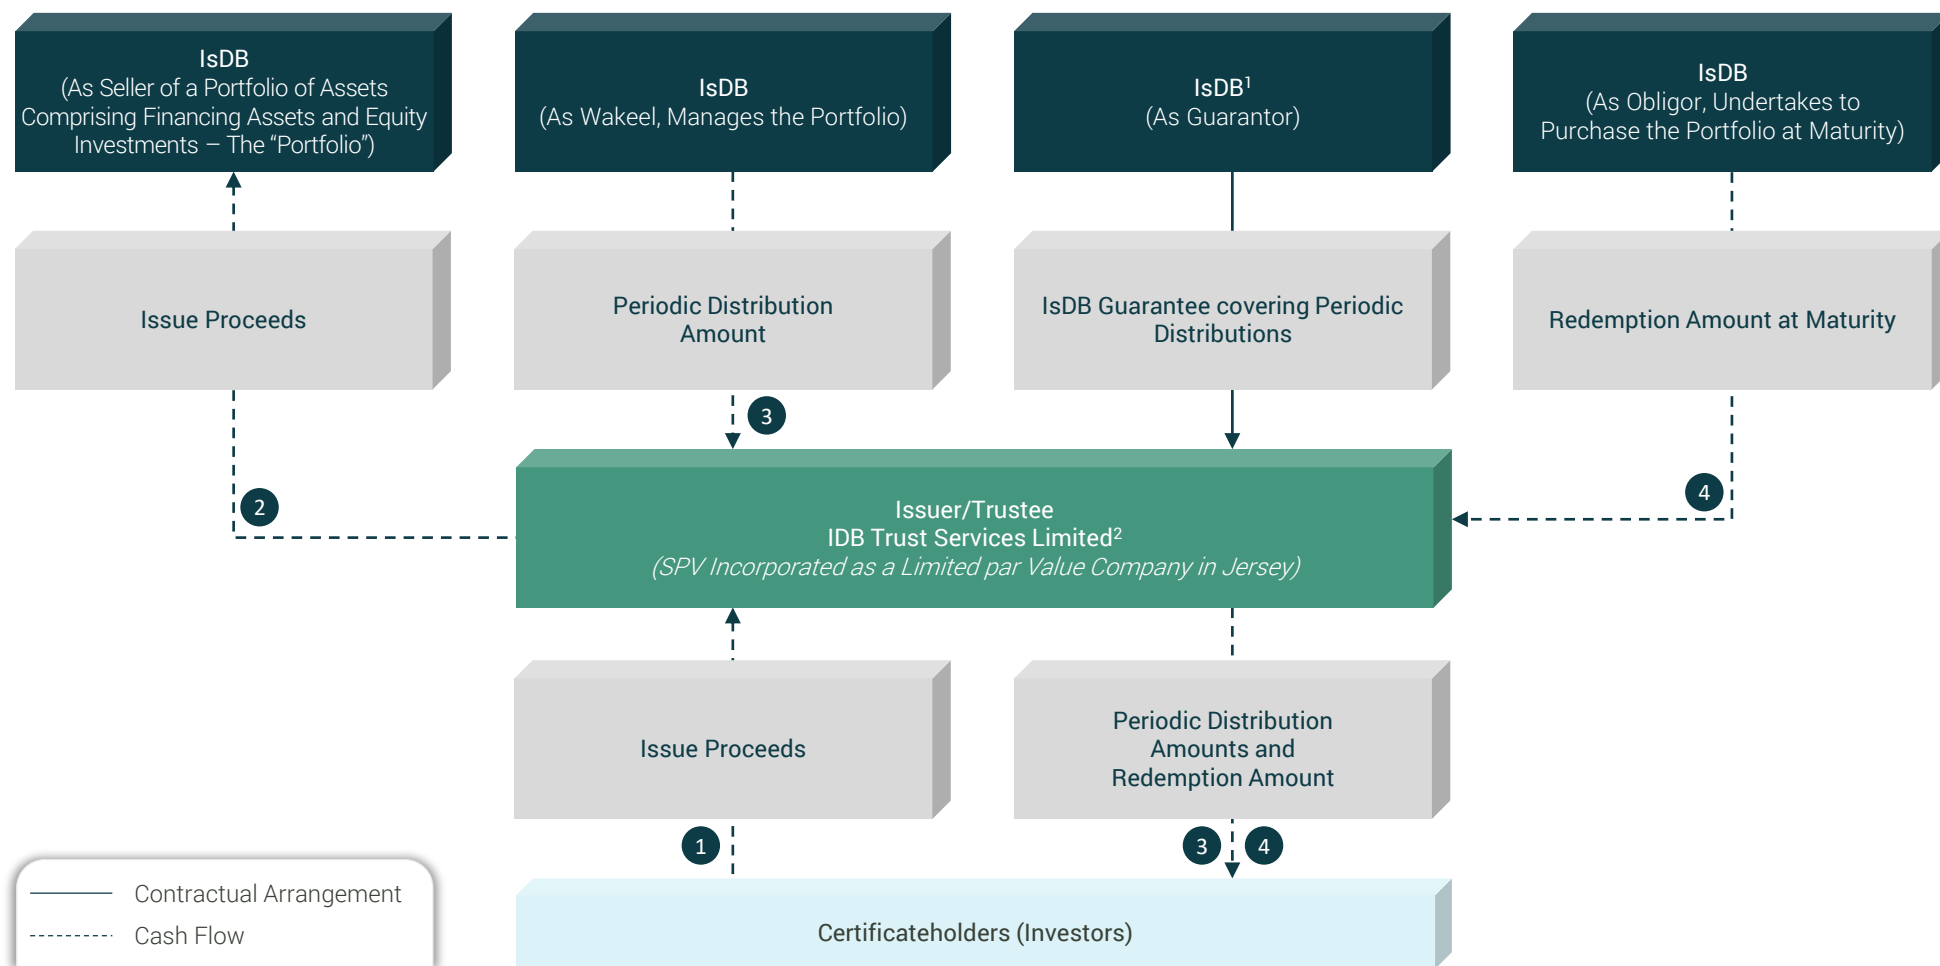 IsDB
(As Seller of a Portfolio of Assets
Comprising Financing Assets and Equity
Investments – The “Portfolio”)
IsDB
(As Wakeel, Manages the Portfolio)
IsDB¹
(As Guarantor)
IsDB
(As Obligor, Undertakes to
Purchase the Portfolio at Maturity)
Issue Proceeds
Periodic Distribution
Amount
IsDB Guarantee covering Periodic
Distributions
Redemption Amount at Maturity
3
2
4
Issuer/Trustee
IDB Trust Services Limited²
(SPV Incorporated as a Limited par Value Company in Jersey)
Issue Proceeds
Periodic Distribution
Amounts and
Redemption Amount
1
3
4
Contractual Arrangement
Cash Flow
Certificateholders (Investors)